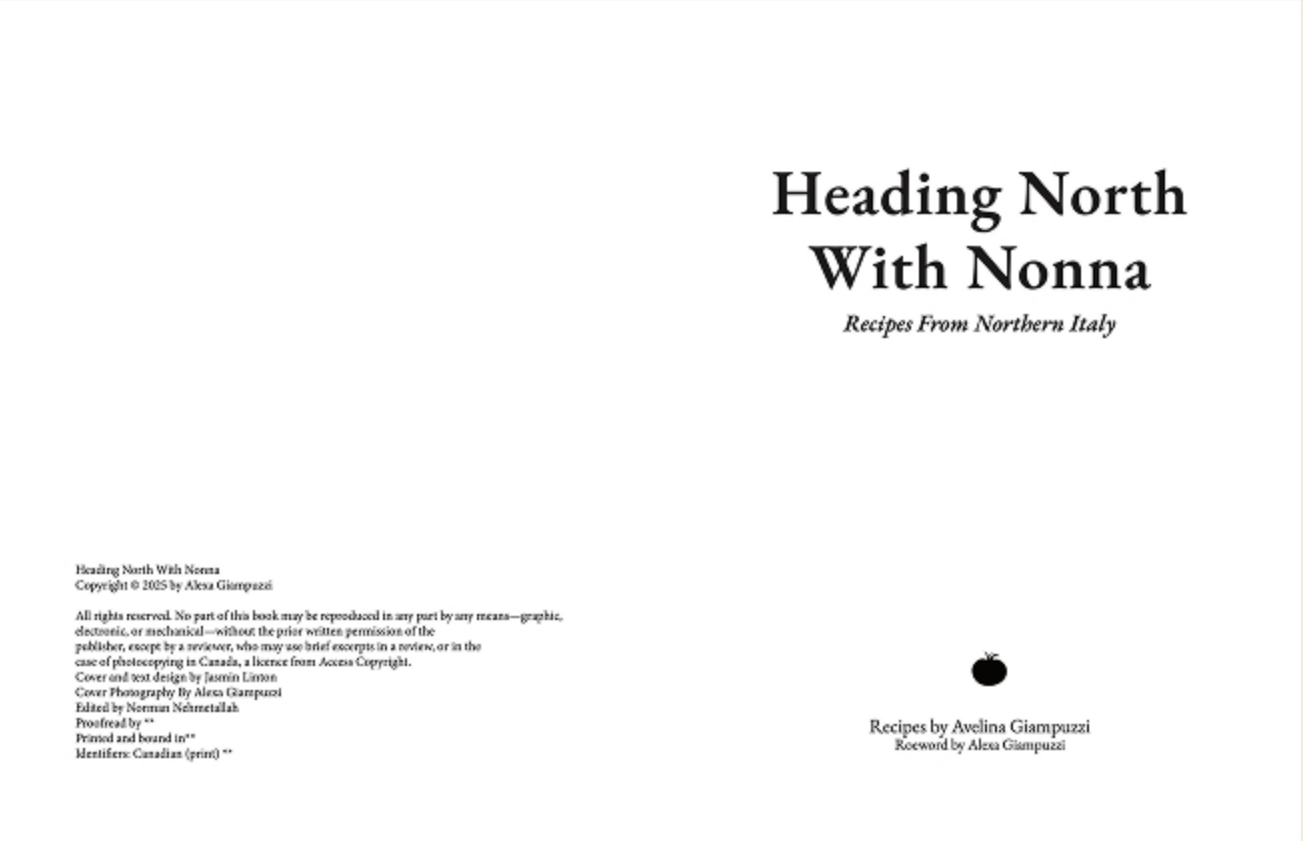 Heading North With Nonna
Copyright © 2025 by Alexa Giampuzzi
All rights reserved. No part of this book may be reproduced in any part by any means—graphic,
electronic, or mechanical—without the prior written permission of the
publisher, except by a reviewer, who may use brief excerpts in a review, or in the
case of photocopying in Canada, a licence from Access Copyright.
Cover and text design by Jasmin Linton
Cover Photography By Alexa Giampuzzi
Edited by Norman Nehmetallah
Proofread by **
Printed and bound in**
Identifiers: Canadian (print) **
Heading North
With Nonna
Recipes From Northern Italy
Recipes by Avelina Giampuzzi
Roeword by Alexa Giampuzzi